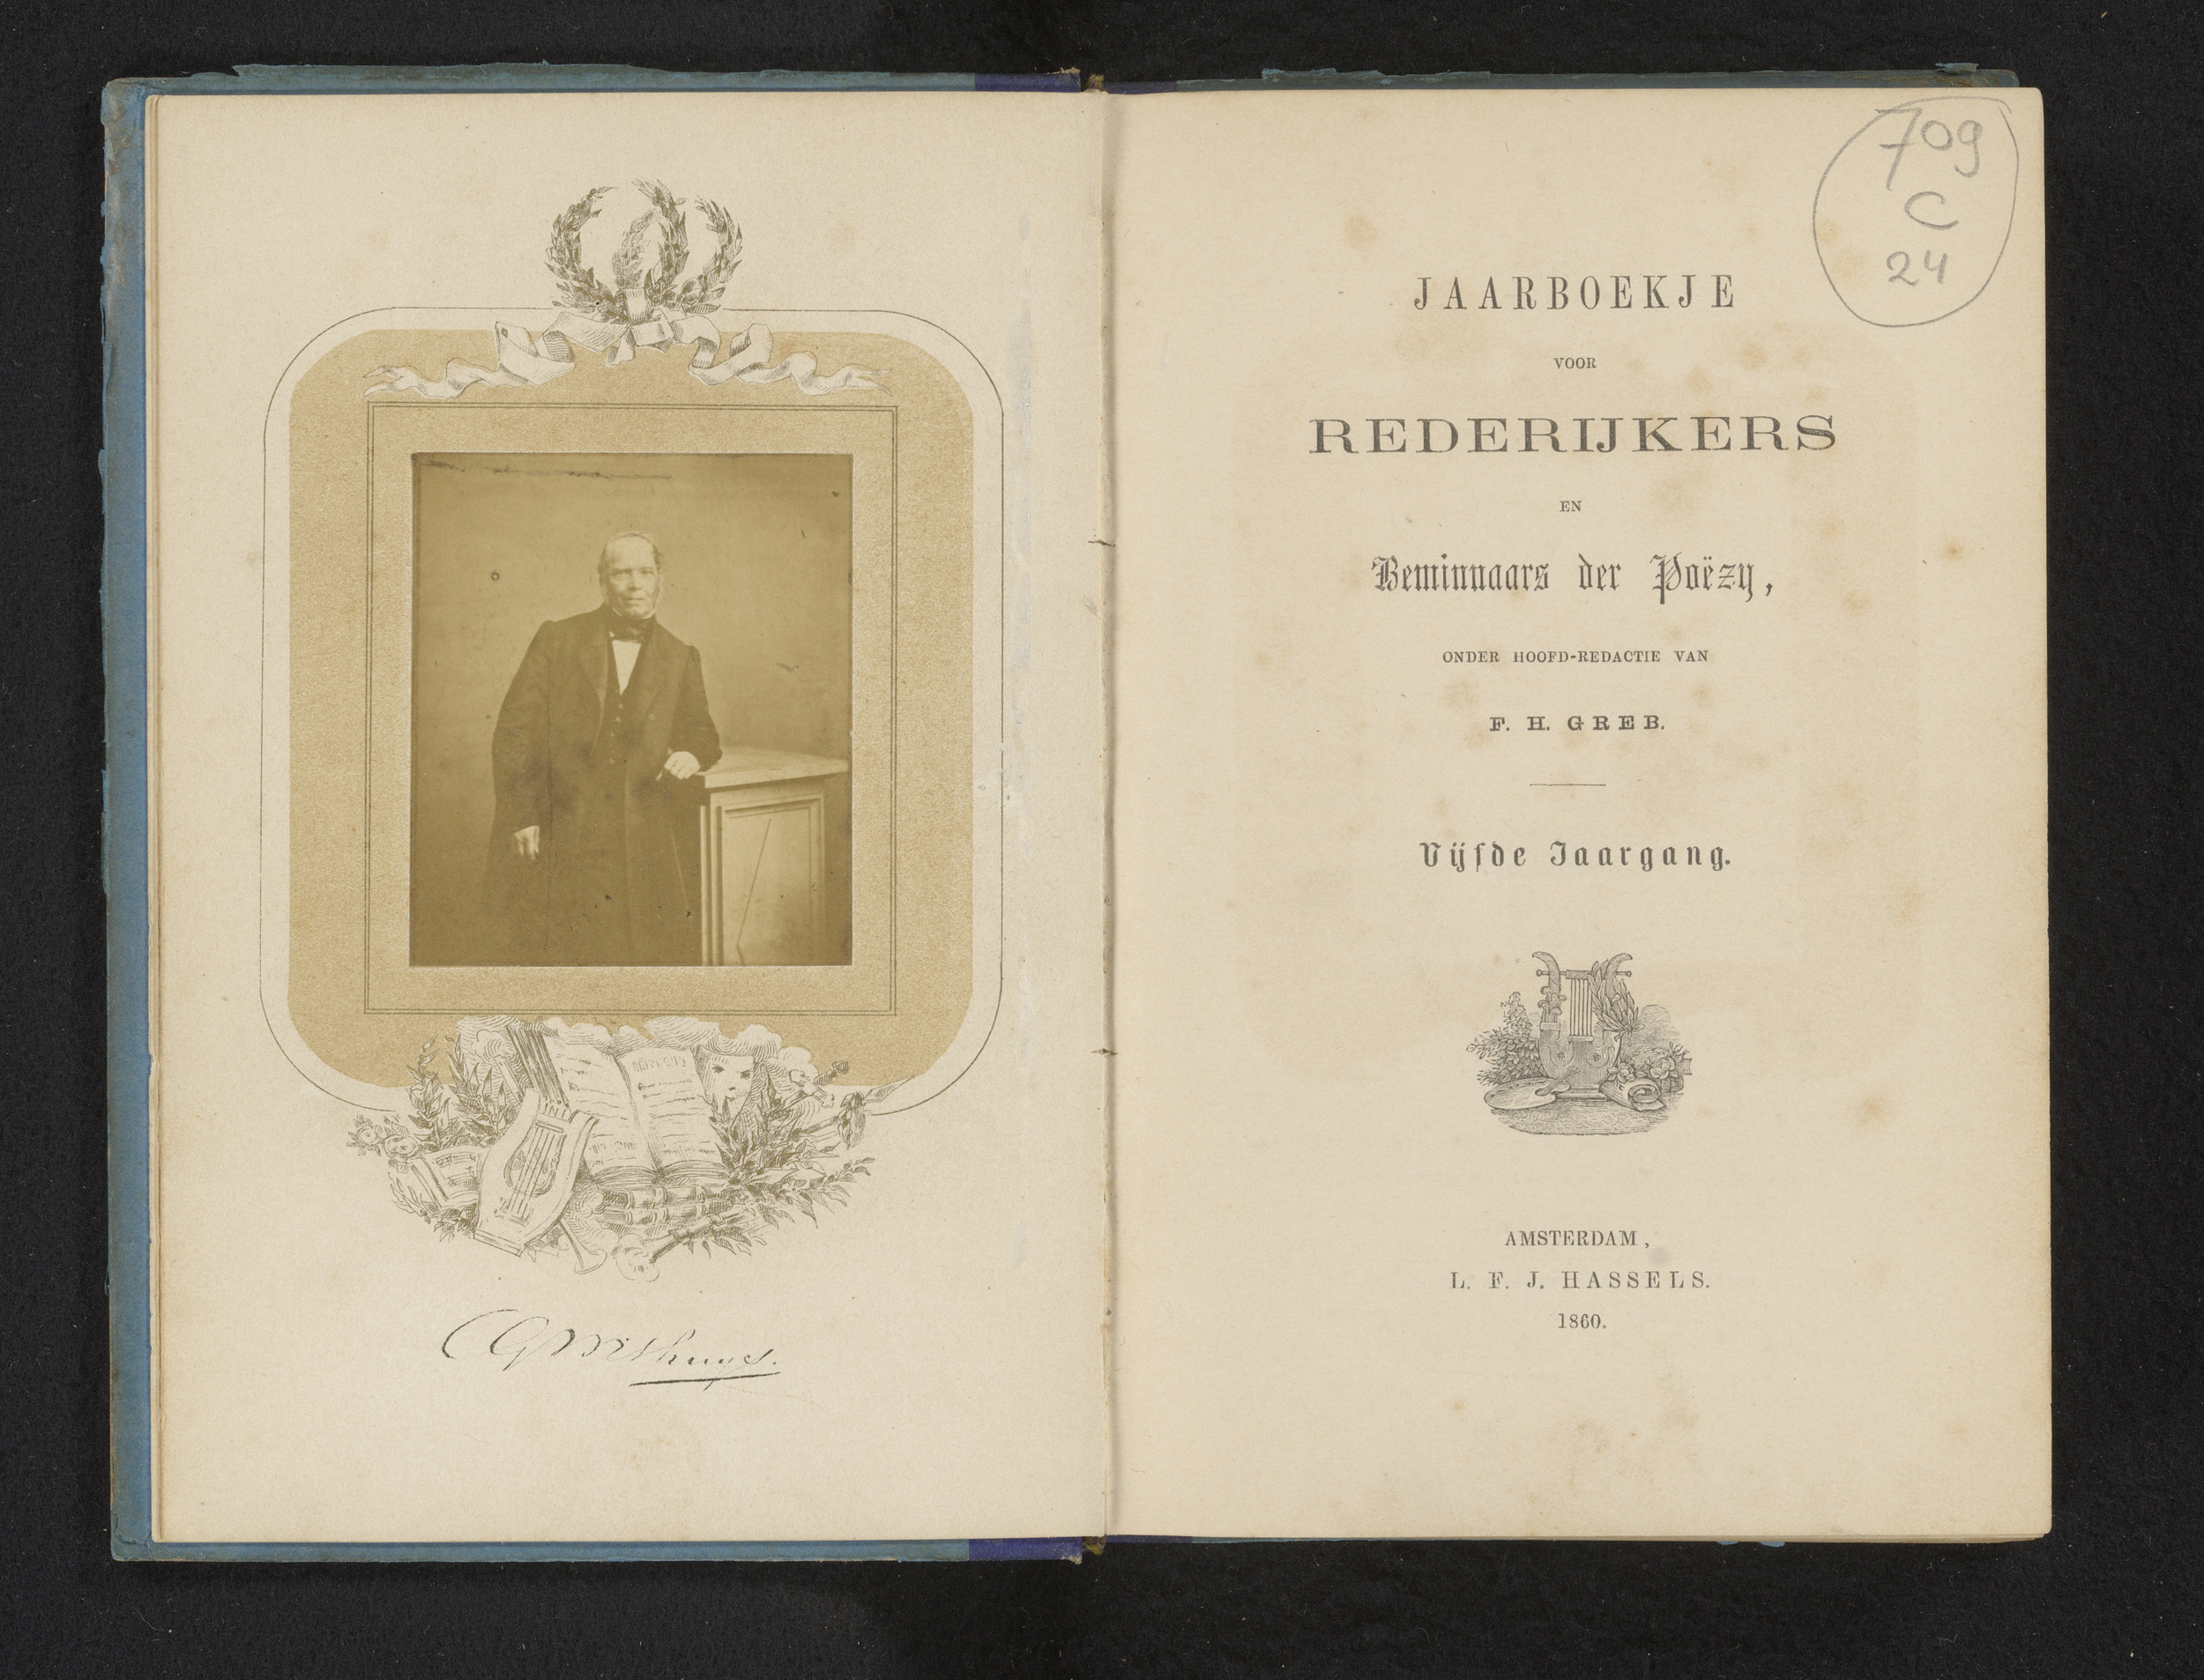 JAARBOEKJE
VOOR
REDERIJKERS
EN
Beminnaars der Poëzy,
ONDER HOOFD-REDACTIE VAN
F. H. GREB.
Vijfde Jaargang.
AMSTERDAM,
L. F. J. HASSELS.
1860.
709
C
24